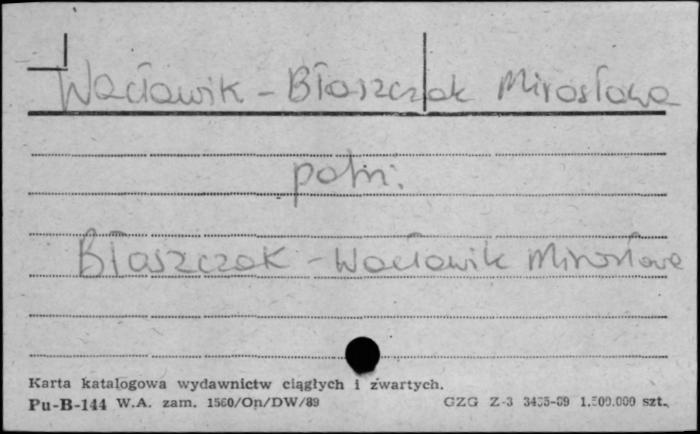 Wacławik - Błaszczak Mirosława
patrz:
Błaszczak - Wacławik Mirosława
Karta katalogowa wydawnictw ciągłych i zwartych.
Pu-B-144 W.A. zam. 1560/On/DW/89 GZG Z-3 3435-89 1.500.000 szt.